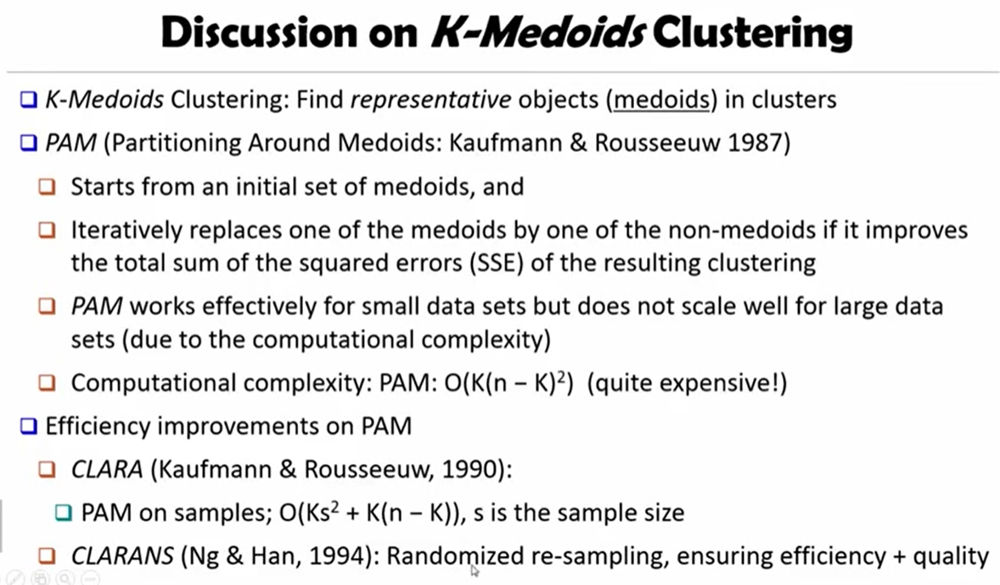 Discussion on K-Medoids Clustering
K-Medoids Clustering: Find representative objects (medoids) in clusters
PAM (Partitioning Around Medoids: Kaufmann & Rousseeuw 1987)
Starts from an initial set of medoids, and
Iteratively replaces one of the medoids by one of the non-medoids if it improves
the total sum of the squared errors (SSE) of the resulting clustering
PAM works effectively for small data sets but does not scale well for large data
sets (due to the computational complexity)
Computational complexity: PAM: O(K(n − K)²) (quite expensive!)
Efficiency improvements on PAM
CLARA (Kaufmann & Rousseeuw, 1990):
PAM on samples; O(Ks² + K(n − K)), s is the sample size
CLARANS (Ng & Han, 1994): Randomized re-sampling, ensuring efficiency + quality